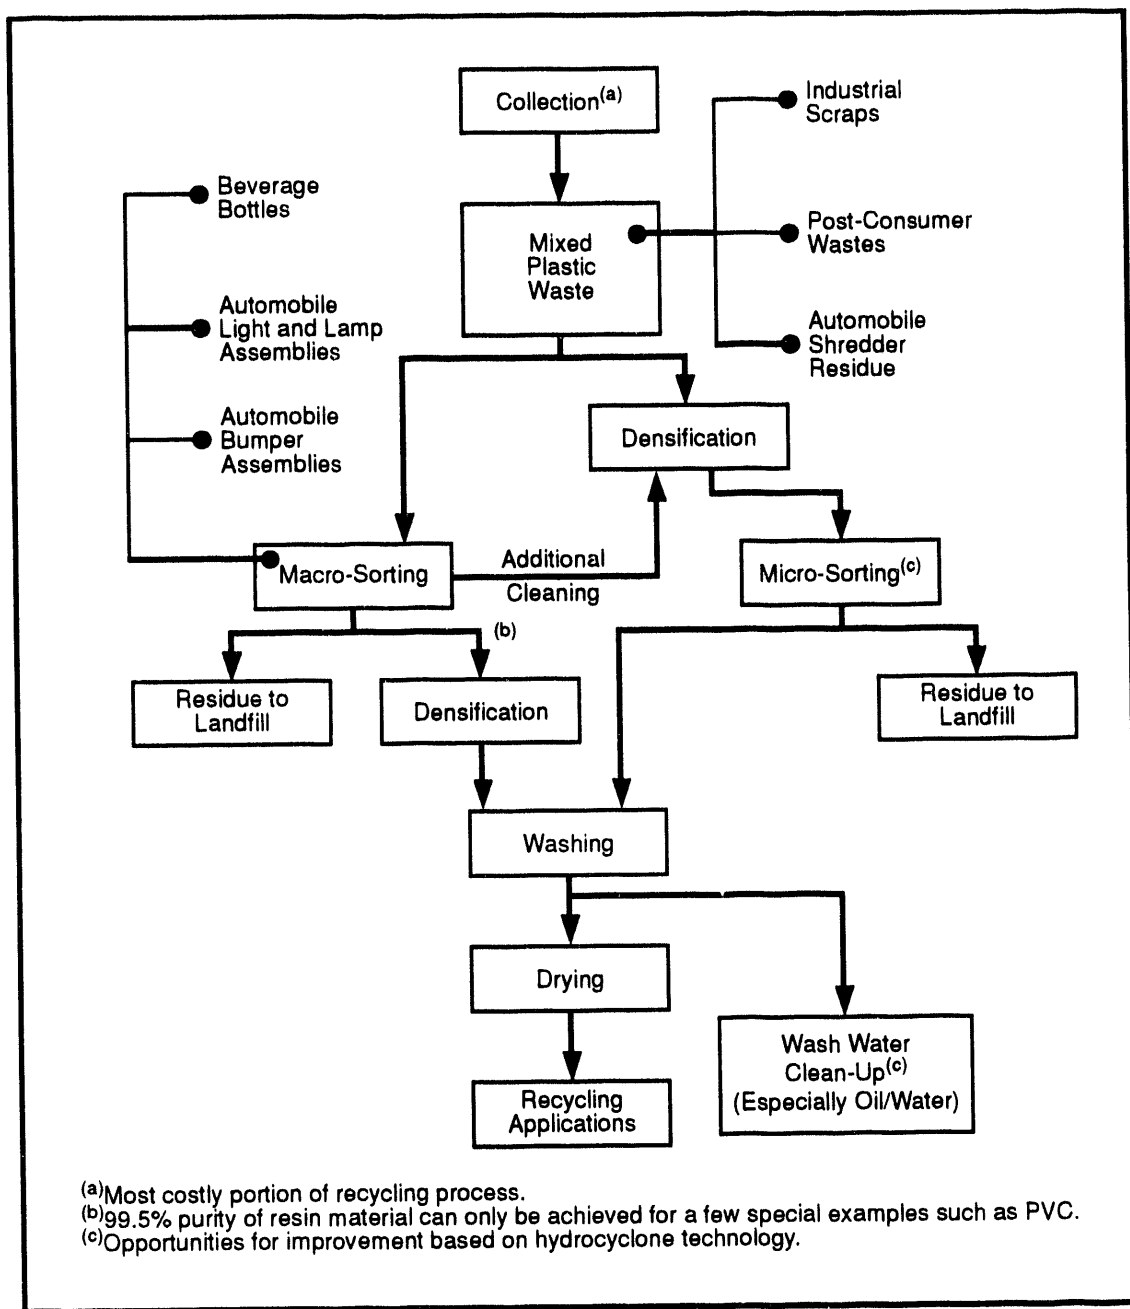 Collection(a)
Industrial
Scraps
Beverage
Bottles
Mixed
Plastic
Waste
Post-Consumer
Wastes
Automobile
Light and Lamp
Assemblies
Automobile
Shredder
Residue
Automobile
Bumper
Assemblies
Densification
Macro-Sorting
Additional
Cleaning
Micro-Sorting(c)
(b)
Residue to
Landfill
Densification
Residue to
Landfill
Washing
Drying
Wash Water
Clean-Up(c)
(Especially Oil/Water)
Recycling
Applications
(a)Most costly portion of recycling process.
(b)99.5% purity of resin material can only be achieved for a few special examples such as PVC.
(c)Opportunities for improvement based on hydrocyclone technology.